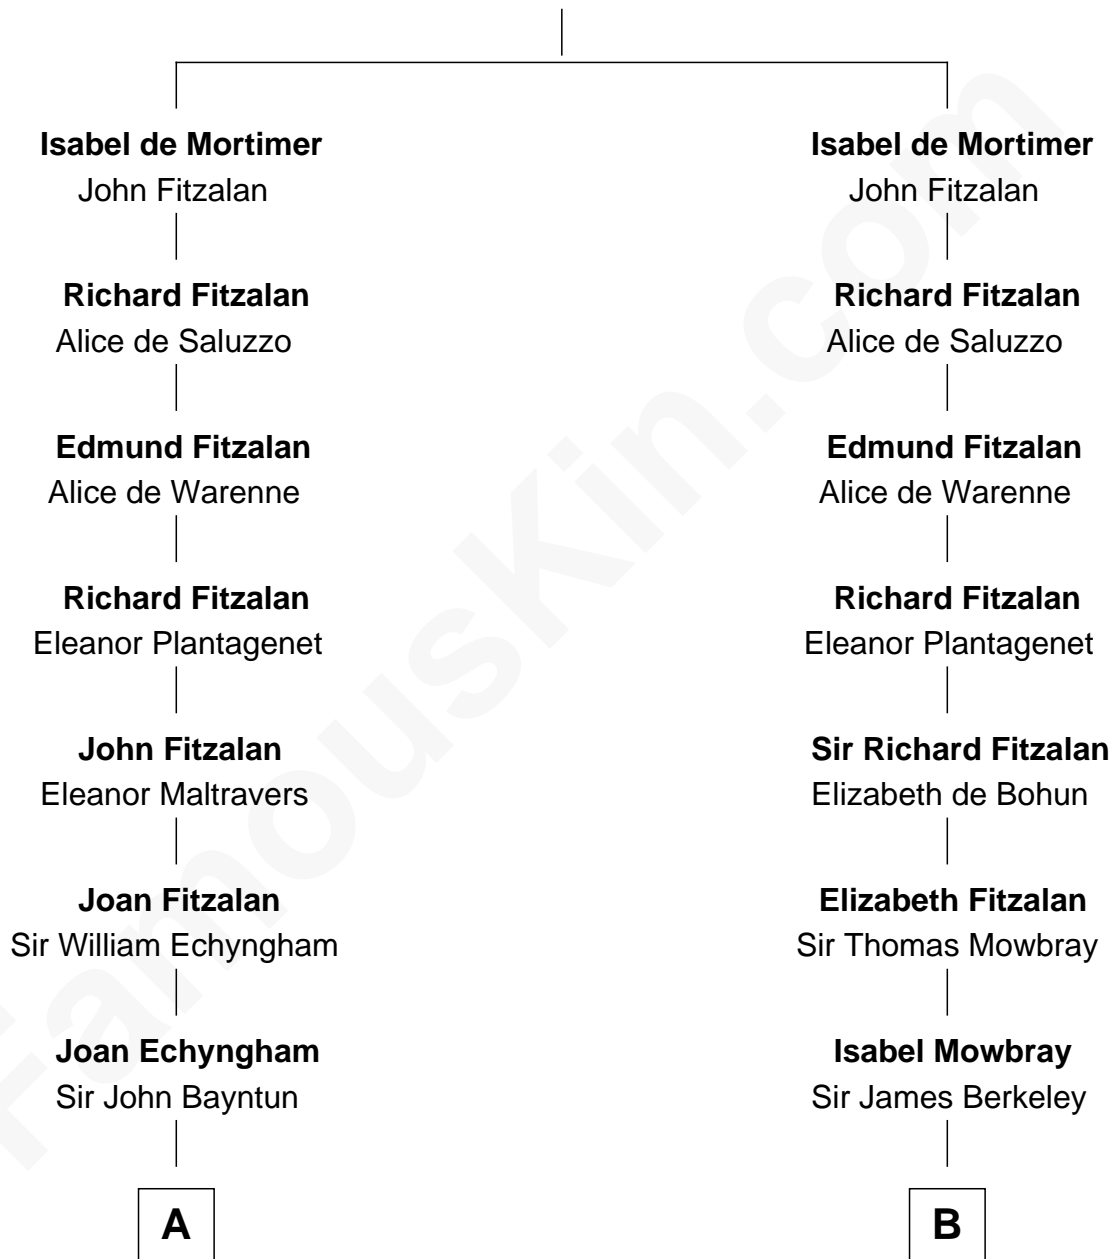 Isabel de Mortimer
John Fitzalan
Richard Fitzalan
Alice de Saluzzo
Edmund Fitzalan
Alice de Warenne
Richard Fitzalan
Eleanor Plantagenet
John Fitzalan
Eleanor Maltravers
Joan Fitzalan
Sir William Echyngham
Joan Echyngham
Sir John Bayntun
A
Isabel de Mortimer
John Fitzalan
Richard Fitzalan
Alice de Saluzzo
Edmund Fitzalan
Alice de Warenne
Richard Fitzalan
Eleanor Plantagenet
Sir Richard Fitzalan
Elizabeth de Bohun
Elizabeth Fitzalan
Sir Thomas Mowbray
Isabel Mowbray
Sir James Berkeley
B
FamousKin.com